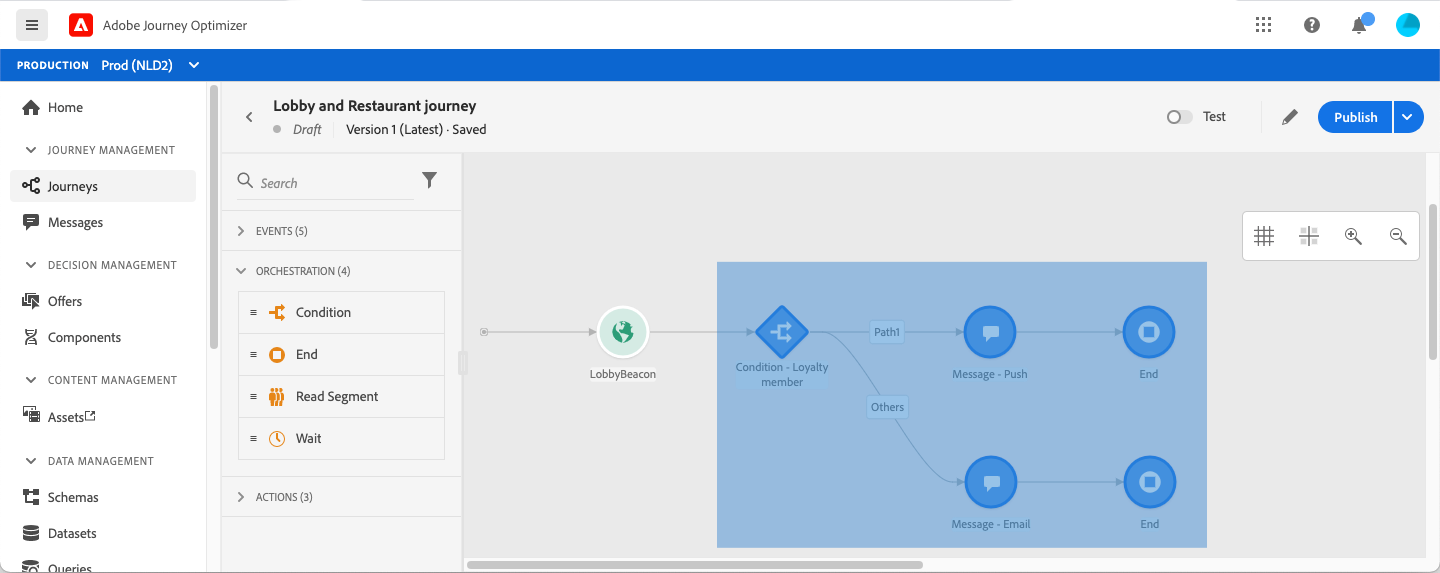 Adobe Journey Optimizer
PRODUCTION Prod (NLD2)
Home
JOURNEY MANAGEMENT
Journeys
Messages
DECISION MANAGEMENT
Offers
Components
CONTENT MANAGEMENT
Assets
DATA MANAGEMENT
Schemas
Datasets
Queries
Lobby and Restaurant journey
Draft Version 1 (Latest) · Saved
Test
Publish
Search
EVENTS (5)
ORCHESTRATION (4)
Condition
End
Read Segment
Wait
ACTIONS (3)
LobbyBeacon
Condition - Loyalty
member
Path1
Message - Push
End
Others
Message - Email
End